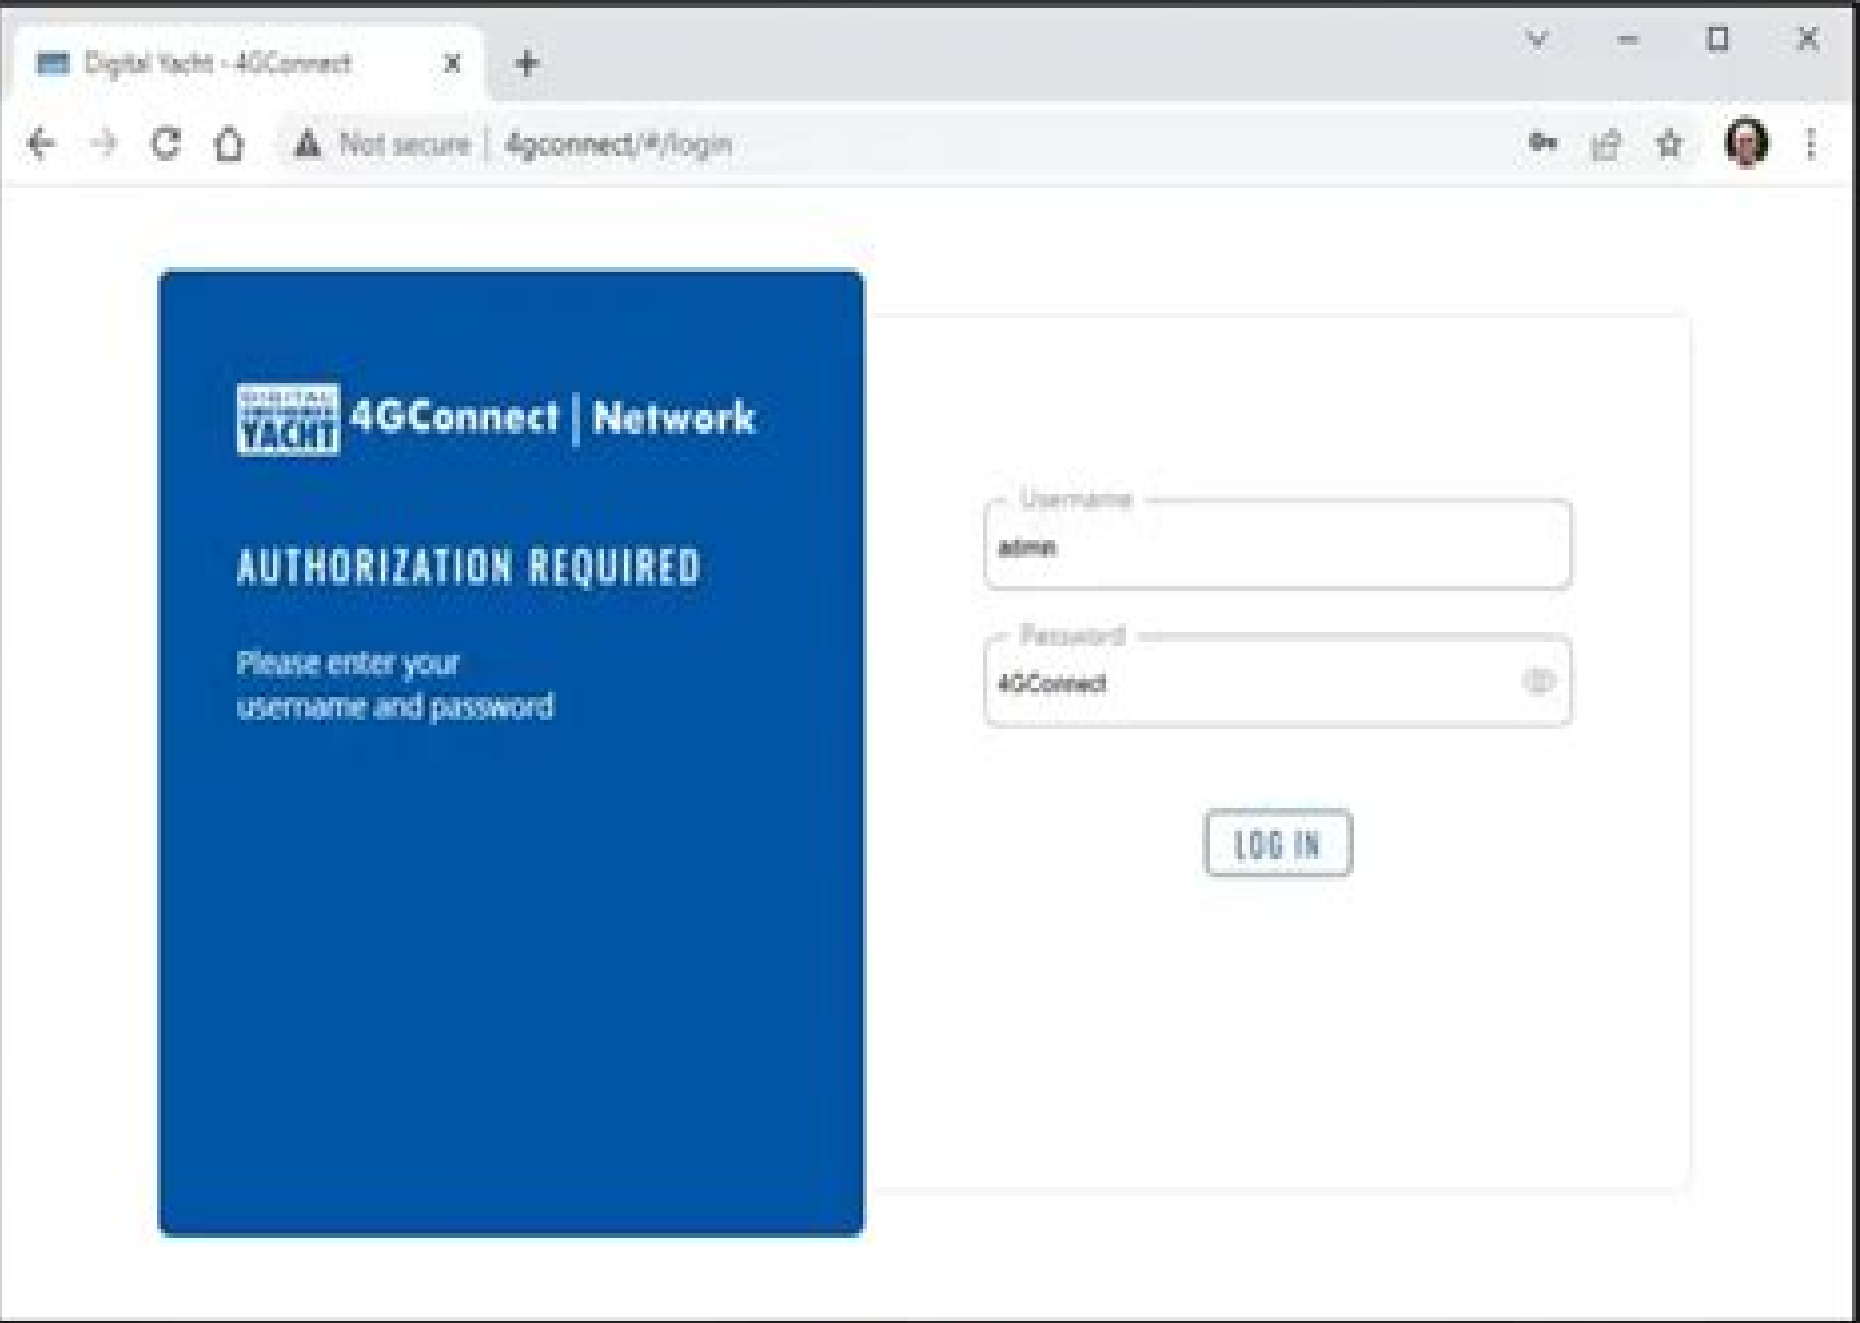 Digital Yacht - 4GConnect
Not secure | 4gconnect/#/login
DIGITAL
YACHT
4GConnect | Network
AUTHORIZATION REQUIRED
Please enter your
username and password
Username
admin
Password
4GConnect
LOG IN